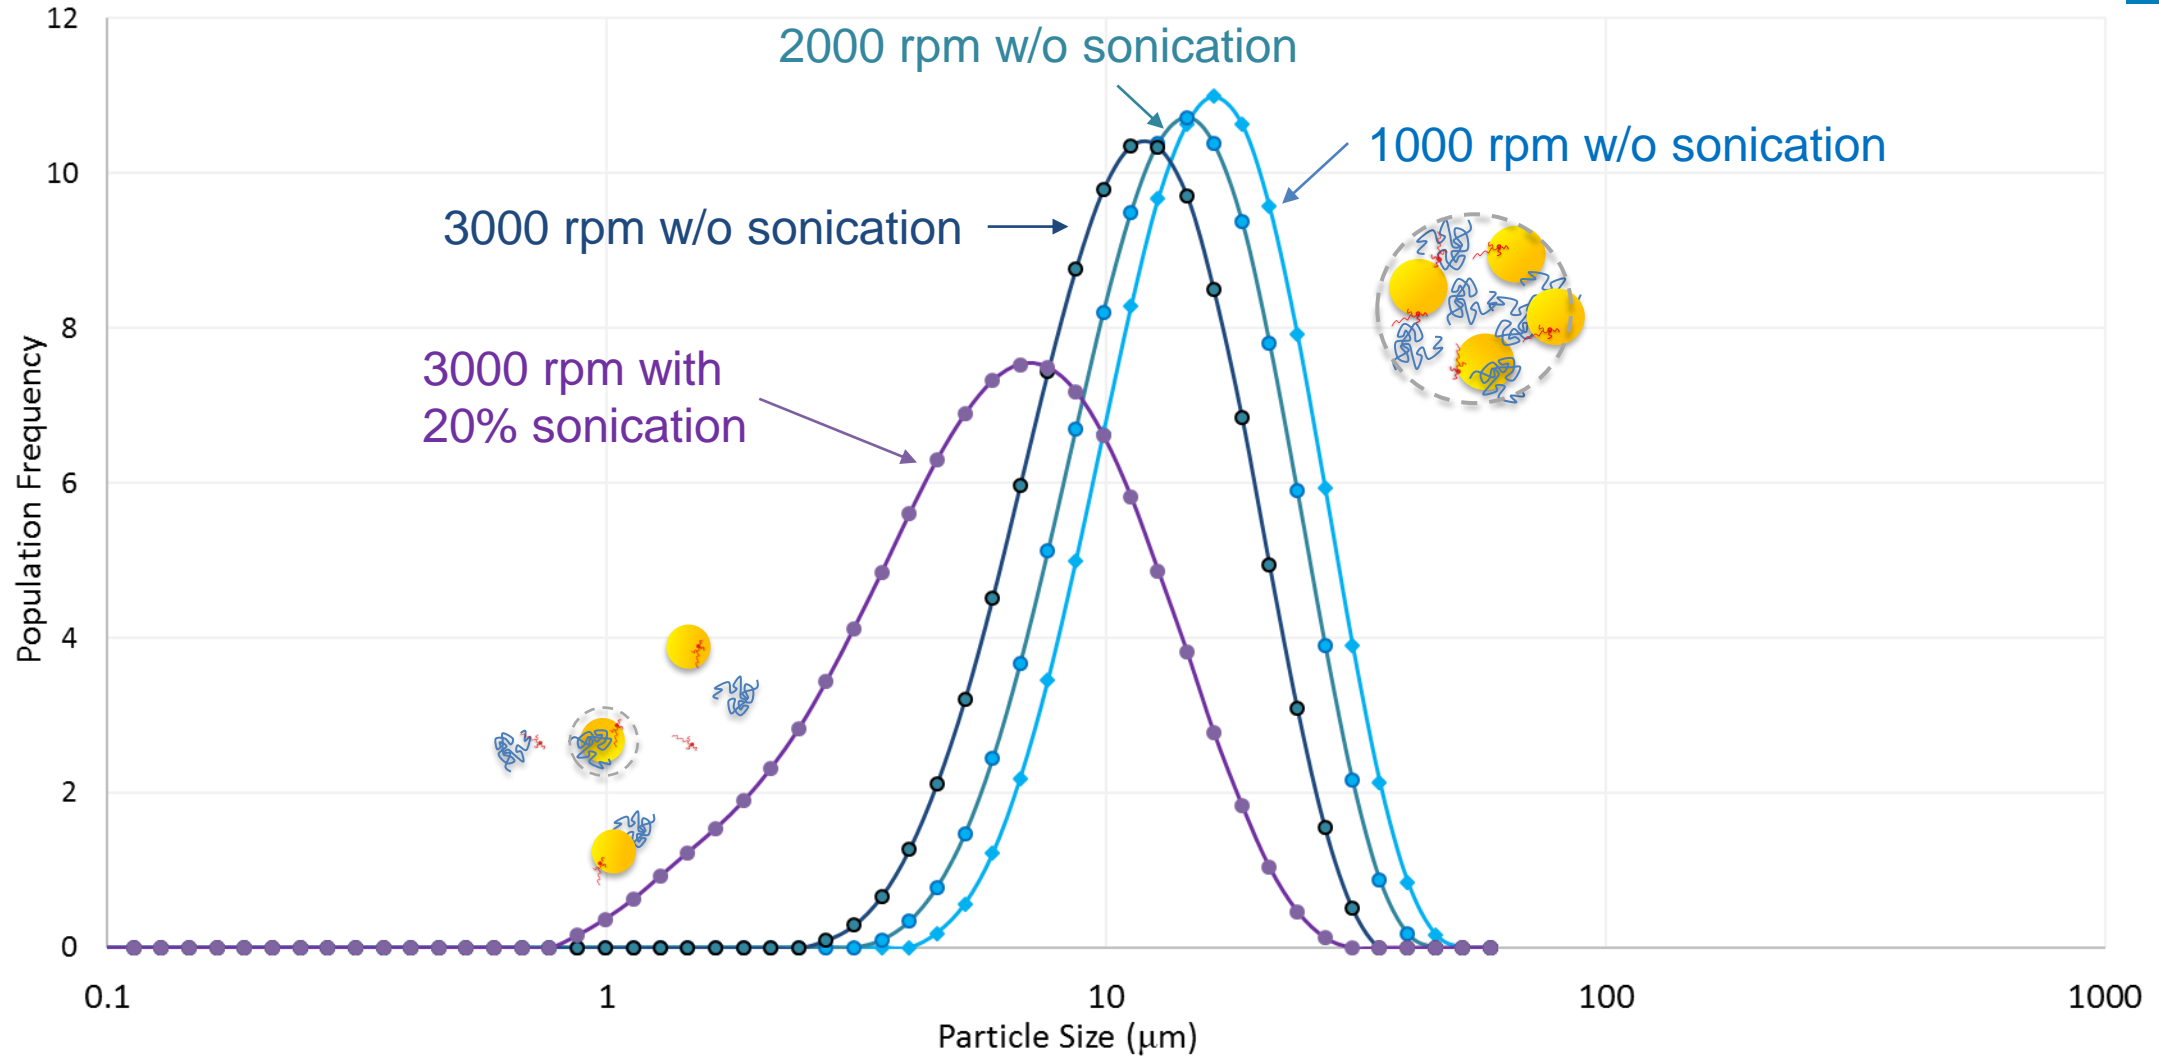 12
2000 rpm w/o sonication
1000 rpm w/o sonication
10
3000 rpm w/o sonication
8
3000 rpm with
20% sonication
6
4
2
0
Population Frequency
0.1 1 10 100 1000
Particle Size (µm)